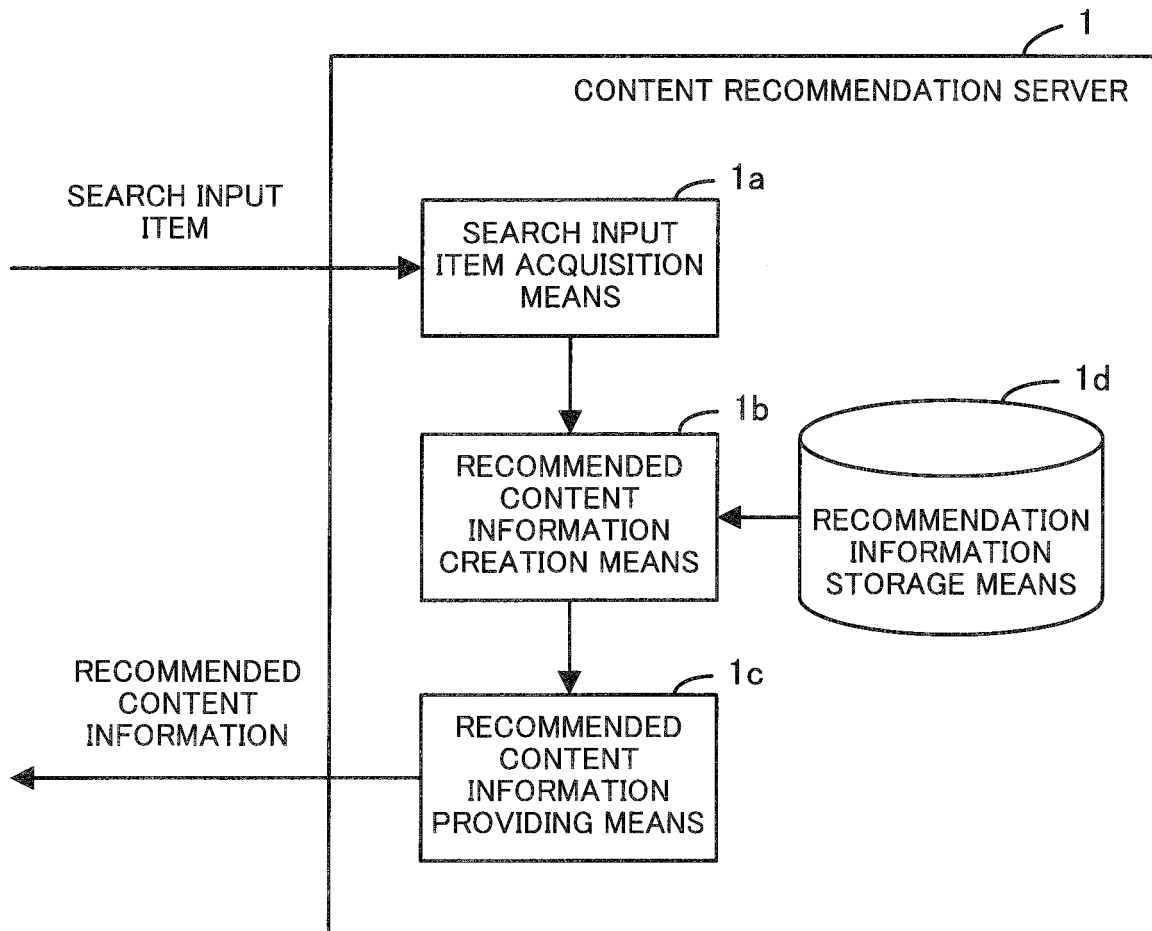 1
CONTENT RECOMMENDATION SERVER
SEARCH INPUT
ITEM
1a
SEARCH INPUT
ITEM ACQUISITION
MEANS
1b
RECOMMENDED
CONTENT
INFORMATION
CREATION MEANS
1d
RECOMMENDATION
INFORMATION
STORAGE MEANS
RECOMMENDED
CONTENT
INFORMATION
1c
RECOMMENDED
CONTENT
INFORMATION
PROVIDING MEANS